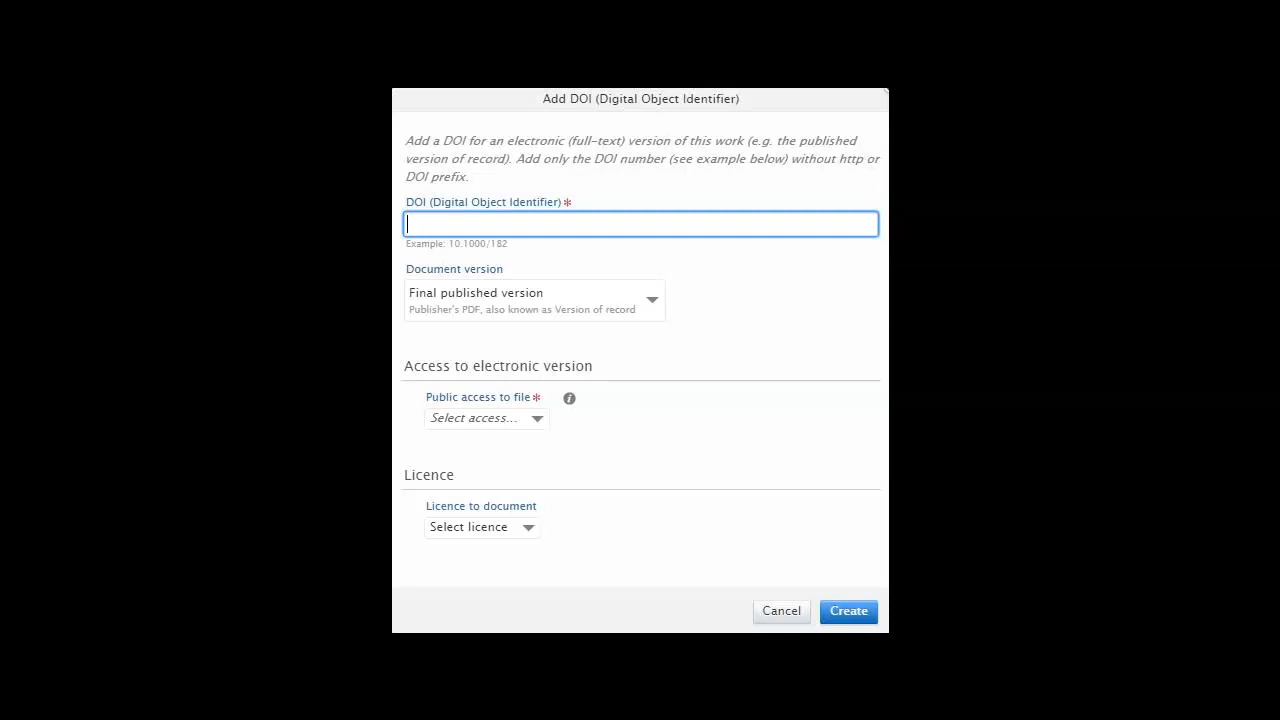 Add DOI (Digital Object Identifier)
Add a DOI for an electronic (full-text) version of this work (e.g. the published
version of record). Add only the DOI number (see example below) without http or
DOI prefix.
DOI (Digital Object Identifier)*
Example: 10.1000/182
Document version
Final published version
Publisher's PDF, also known as Version of record
Access to electronic version
Public access to file* i
Select access...
Licence
Licence to document
Select licence
Cancel Create